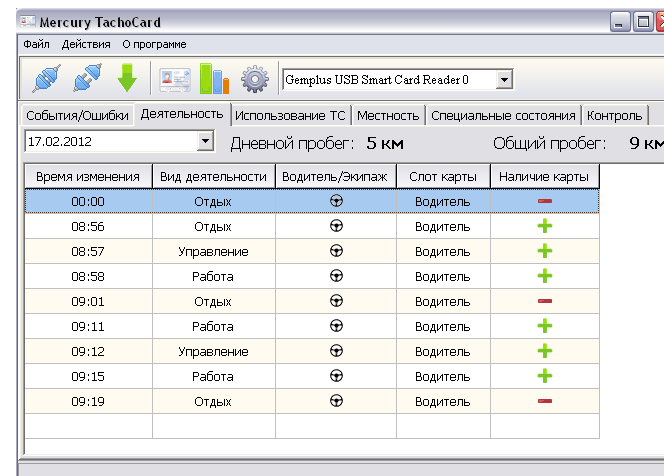 Mercury TachoCard
Файл Действия О программе
Gemplus USB Smart Card Reader 0
События/Ошибки Деятельность Использование ТС Местность Специальные состояния Контроль
17.02.2012 Дневной пробег: 5 км Общий пробег: 9 км
Время изменения Вид деятельности Водитель/Экипаж Слот карты Наличие карты
00:00 Отдых Водитель
08:56 Отдых Водитель
08:57 Управление Водитель
08:58 Работа Водитель
09:01 Отдых Водитель
09:11 Работа Водитель
09:12 Управление Водитель
09:15 Работа Водитель
09:19 Отдых Водитель